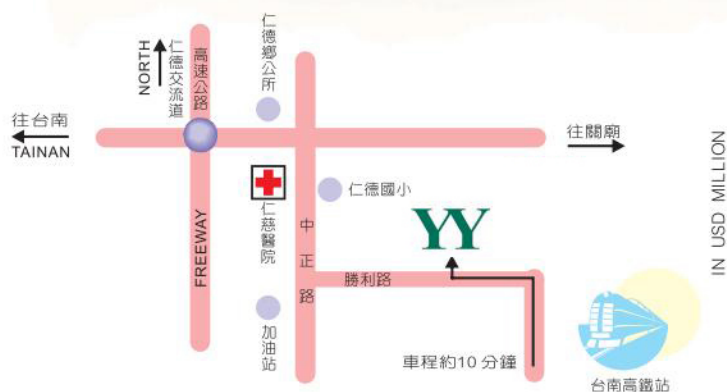 NORTH
仁德交流道
高速公路
仁德鄉公所
往台南
TAINAN
往關廟
仁慈醫院
仁德國小
中正路
YY
FREEWAY
勝利路
加油站
車程約10分鐘
台南高鐵站
IN USD MILLION